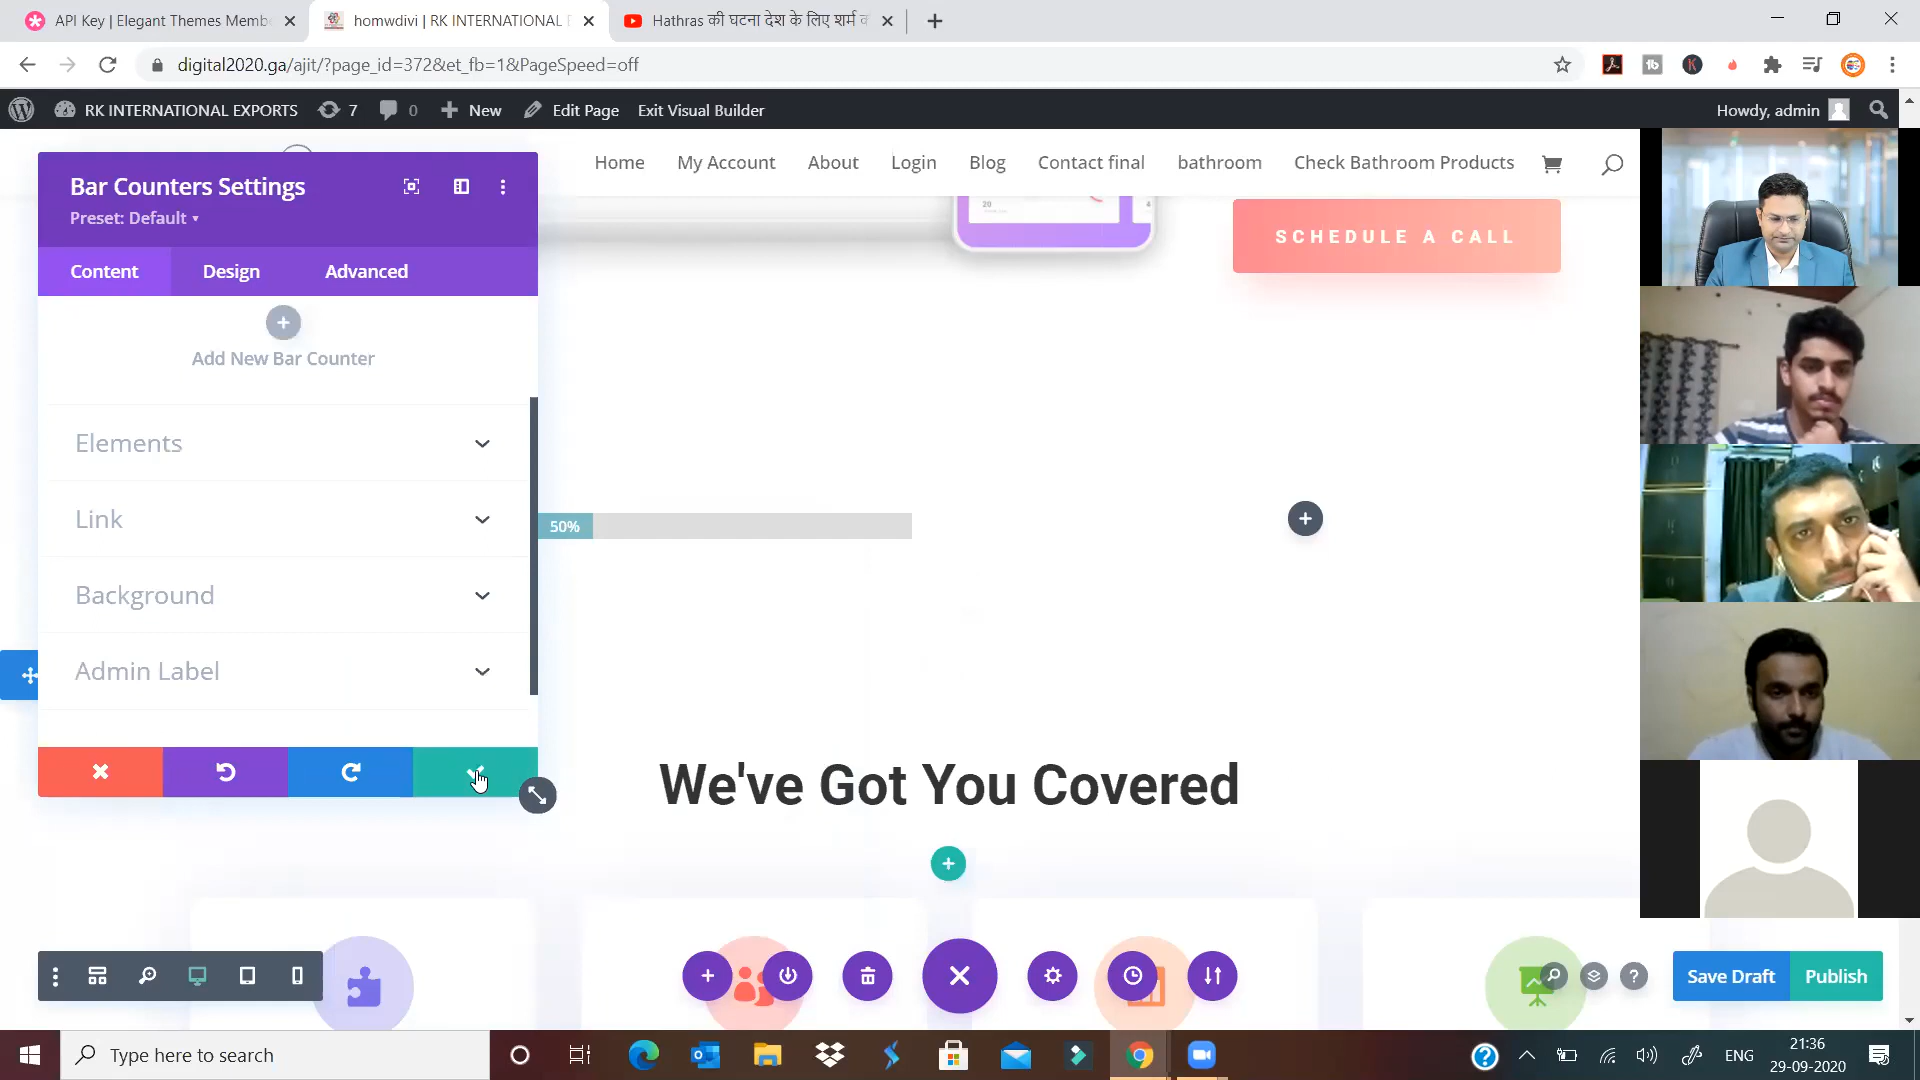 API Key | Elegant Themes Memb
homwdivi | RK INTERNATIONAL E
Hathras की घटना देश के लिए शर्म क
digital2020.ga/ajit/?page_id=372&et_fb=1&PageSpeed=off
RK INTERNATIONAL EXPORTS
7
0
New
Edit Page
Exit Visual Builder
Howdy, admin
Home
My Account
About
Login
Blog
Contact final
bathroom
Check Bathroom Products
Bar Counters Settings
Preset: Default
Content
Design
Advanced
20
4
SCHEDULE A CALL
Add New Bar Counter
Elements
Link
50%
Background
Admin Label
We've Got You Covered
Save Draft
Publish
Type here to search
ENG
21:36
29-09-2020